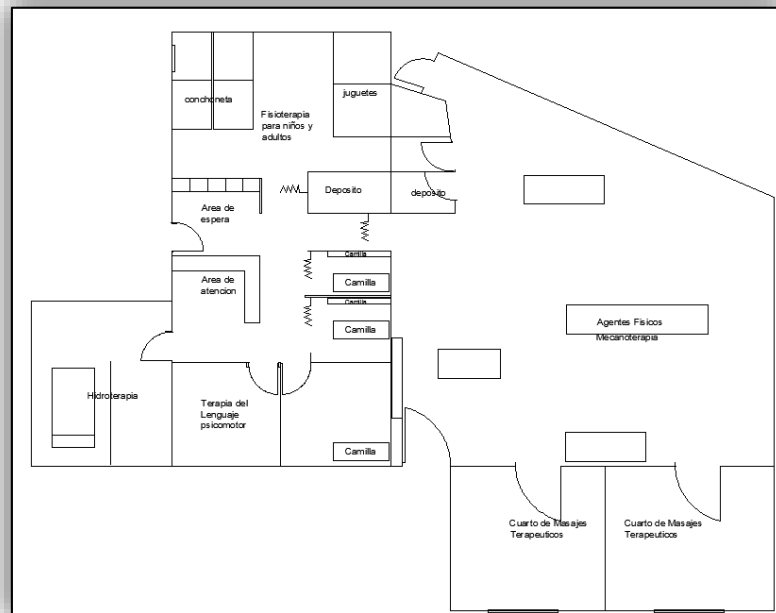 conchoneta
juguetes
Fisioterapia
para niños y
adultos
Deposito
deposito
Area de
espera
Camilla
Area de
atencion
Camilla
Camilla
Camilla
Agentes Fisicos
Mecanoterapia
Hidroterapia
Terapia del
Lenguaje
psicomotor
Camilla
Cuarto de Masajes
Terapeuticos
Cuarto de Masajes
Terapeuticos